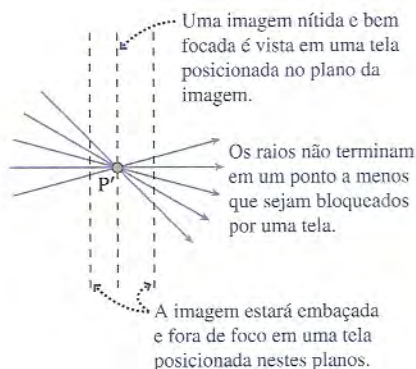 Uma imagem nítida e bem
focada é vista em uma tela
posicionada no plano da
imagem.
Os raios não terminam
em um ponto a menos
que sejam bloqueados
por uma tela.
P'
A imagem estará embaçada
e fora de foco em uma tela
posicionada nestes planos.